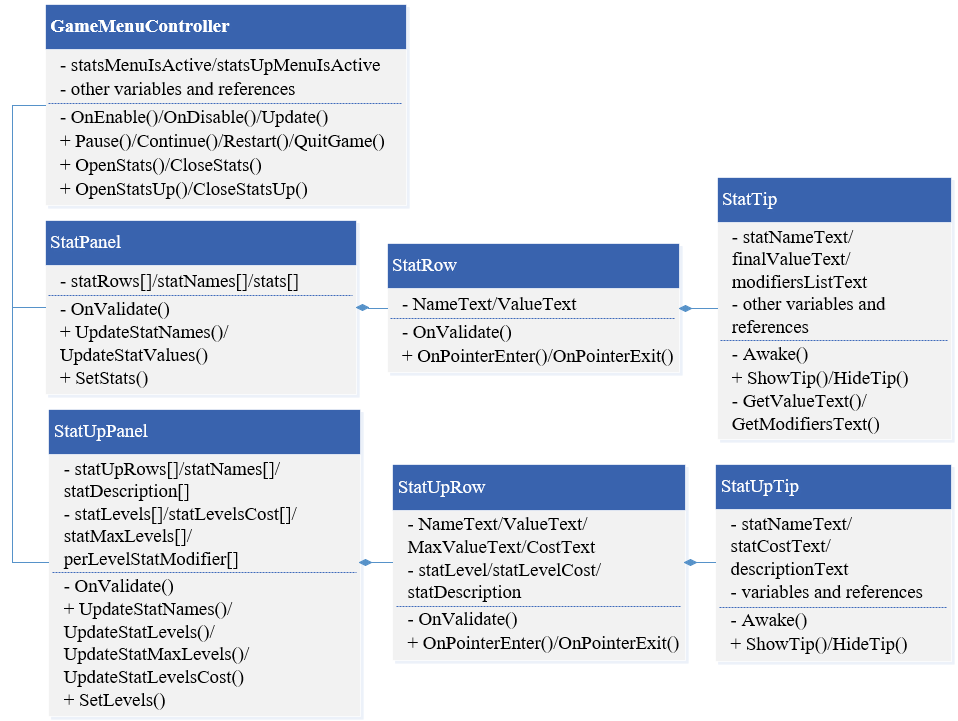 GameMenuController
- statsMenuIsActive/statsUpMenuIsActive
- other variables and references
- OnEnable()/OnDisable()/Update()
+ Pause()/Continue()/Restart()/QuitGame()
+ OpenStats()/CloseStats()
+ OpenStatsUp()/CloseStatsUp()
StatPanel
- statRows[]/statNames[]/stats[]
- OnValidate()
+ UpdateStatNames()/
UpdateStatValues()
+ SetStats()
StatRow
- NameText/ValueText
- OnValidate()
+ OnPointerEnter()/OnPointerExit()
StatTip
- statNameText/
finalValueText/
modifiersListText
- other variables and
references
- Awake()
+ ShowTip()/HideTip()
- GetValueText()/
GetModifiersText()
StatUpPanel
- statUpRows[]/statNames[]/
statDescription[]
- statLevels[]/statLevelsCost[]/
statMaxLevels[]/
perLevelStatModifier[]
- OnValidate()
+ UpdateStatNames()/
UpdateStatLevels()/
UpdateStatMaxLevels()/
UpdateStatLevelsCost()
+ SetLevels()
StatUpRow
- NameText/ValueText/
MaxValueText/CostText
- statLevel/statLevelCost/
statDescription
- OnValidate()
+ OnPointerEnter()/OnPointerExit()
StatUpTip
- statNameText/
statCostText/
descriptionText
- variables and references
- Awake()
+ ShowTip()/HideTip()